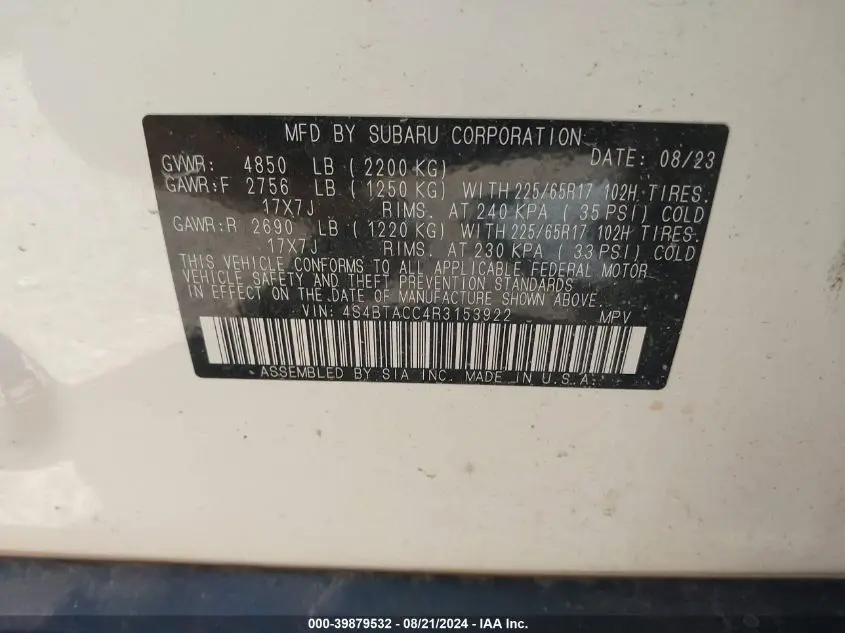 MFD BY SUBARU CORPORATION
GVWR: 4850 LB (2200 KG) DATE: 08/23
GAWR:F 2756 LB (1250 KG) WITH 225/65R17 102H TIRES.
17X7J RIMS. AT 240 KPA (35 PSI) COLD
GAWR:R 2690 LB (1220 KG) WITH 225/65R17 102H TIRES.
17X7J RIMS. AT 230 KPA (33 PSI) COLD
THIS VEHICLE CONFORMS TO ALL APPLICABLE FEDERAL MOTOR
VEHICLE SAFETY AND THEFT PREVENTION STANDARDS
IN EFFECT ON THE DATE OF MANUFACTURE SHOWN ABOVE.
VIN: 4S4BTACC4R3153922 MPV
ASSEMBLED BY SIA INC. MADE IN U.S.A.
000-39879532 - 08/21/2024 - IAA Inc.